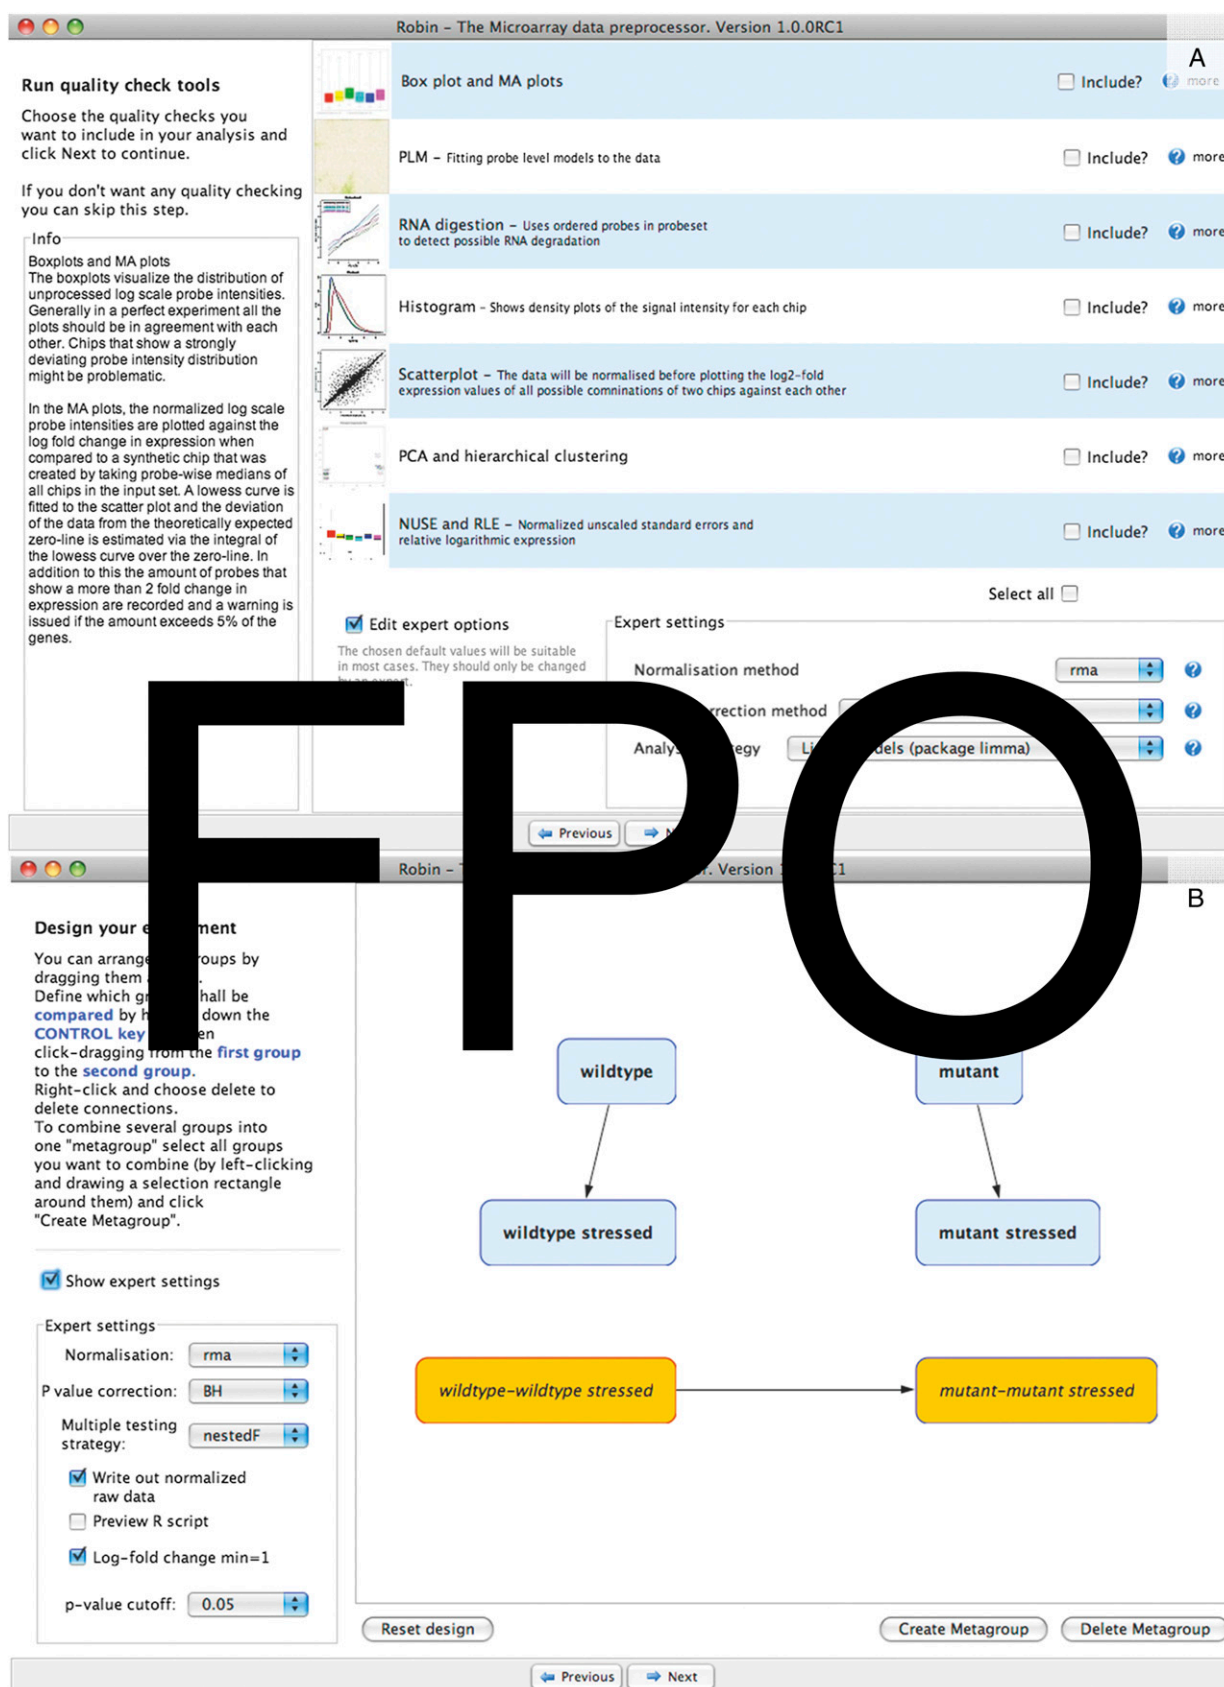 Robin - The Microarray data preprocessor. Version 1.0.0RC1
A
Run quality check tools
Choose the quality checks you
want to include in your analysis and
click Next to continue.
If you don't want any quality checking
you can skip this step.
Info
Boxplots and MA plots
The boxplots visualize the distribution of
unprocessed log scale probe intensities.
Generally in a perfect experiment all the
plots should be in agreement with each
other. Chips that show a strongly
deviating probe intensity distribution
might be problematic.
In the MA plots, the normalized log scale
probe intensities are plotted against the
log fold change in expression when
compared to a synthetic chip that was
created by taking probe-wise medians of
all chips in the input set. A lowess curve is
fitted to the scatter plot and the deviation
of the data from the theoretically expected
zero-line is estimated via the integral of
the lowess curve over the zero-line. In
addition to this the amount of probes that
show a more than 2 fold change in
expression are recorded and a warning is
issued if the amount exceeds 5% of the
genes.
Box plot and MA plots
Include?
more
PLM - Fitting probe level models to the data
Include?
more
RNA digestion - Uses ordered probes in probeset
to detect possible RNA degradation
Include?
more
Histogram - Shows density plots of the signal intensity for each chip
Include?
more
Scatterplot - The data will be normalised before plotting the log2-fold
expression values of all possible comninations of two chips against each other
Include?
more
PCA and hierarchical clustering
Include?
more
NUSE and RLE - Normalized unscaled standard errors and
relative logarithmic expression
Include?
more
Select all
Edit expert options
The chosen default values will be suitable
in most cases. They should only be changed
by an expert.
Expert settings
Normalisation method
rma
method
(package limma)
Previous
FPO
Robin -
Version
B
Design your
You can arrange
by
dragging them
Define which
be
compared by
down the
CONTROL key
click-dragging from the first group
to the second group.
Right-click and choose delete to
delete connections.
To combine several groups into
one "metagroup" select all groups
you want to combine (by left-clicking
and drawing a selection rectangle
around them) and click
"Create Metagroup".
Show expert settings
Expert settings
Normalisation: rma
P value correction: BH
Multiple testing
strategy: nestedF
Write out normalized
raw data
Preview R script
Log-fold change min=1
p-value cutoff: 0.05
wildtype
mutant
wildtype stressed
mutant stressed
wildtype-wildtype stressed
mutant-mutant stressed
Reset design
Create Metagroup
Delete Metagroup
Previous
Next